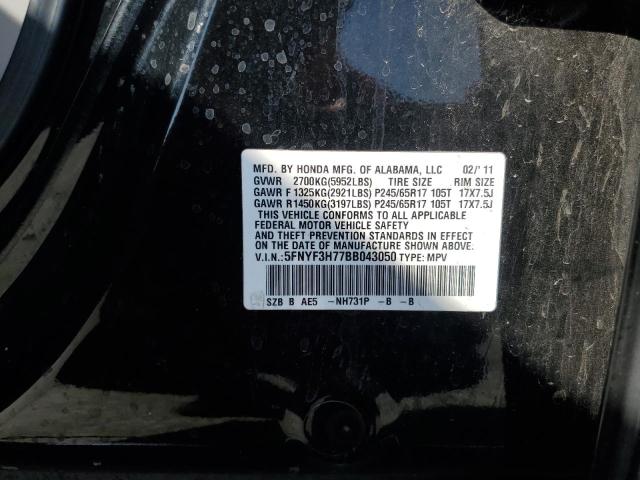 MFD. BY HONDA MFG. OF ALABAMA, LLC 02/'11
GVWR 2700KG(5952LBS) TIRE SIZE RIM SIZE
GAWR F 1325KG(2921LBS) P245/65R17 105T 17X7.5J
GAWR R1450KG(3197LBS) P245/65R17 105T 17X7.5J
THIS VEHICLE CONFORMS TO ALL APPLICABLE
FEDERAL MOTOR VEHICLE SAFETY
AND THEFT PREVENTION STANDARDS IN EFFECT ON
THE DATE OF MANUFACTURE SHOWN ABOVE.
V.I.N.:5FNYF3H77BB043050 TYPE: MPV
SZB B AE5 -NH731P -B -B